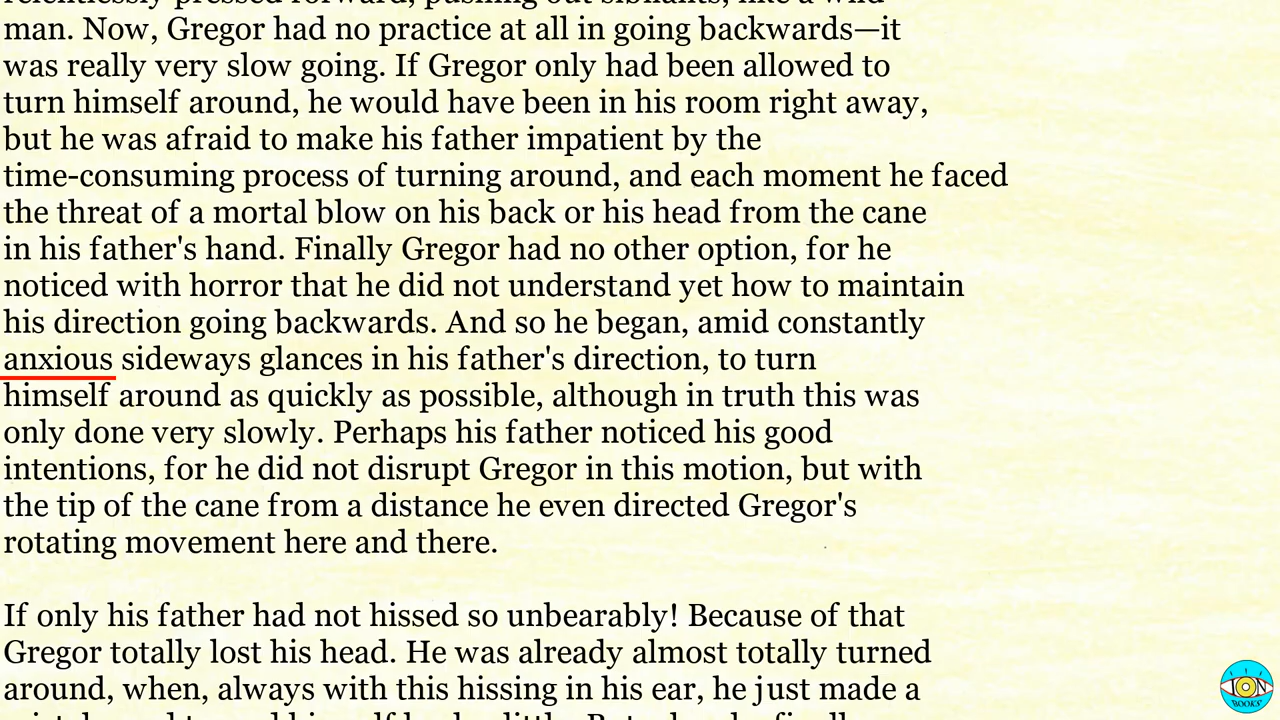 relentlessly pressed forward, pushing out sibilants, like a wild
man. Now, Gregor had no practice at all in going backwards—it
was really very slow going. If Gregor only had been allowed to
turn himself around, he would have been in his room right away,
but he was afraid to make his father impatient by the
time-consuming process of turning around, and each moment he faced
the threat of a mortal blow on his back or his head from the cane
in his father's hand. Finally Gregor had no other option, for he
noticed with horror that he did not understand yet how to maintain
his direction going backwards. And so he began, amid constantly
anxious sideways glances in his father's direction, to turn
himself around as quickly as possible, although in truth this was
only done very slowly. Perhaps his father noticed his good
intentions, for he did not disrupt Gregor in this motion, but with
the tip of the cane from a distance he even directed Gregor's
rotating movement here and there.
If only his father had not hissed so unbearably! Because of that
Gregor totally lost his head. He was already almost totally turned
around, when, always with this hissing in his ear, he just made a
ION
BOOKS